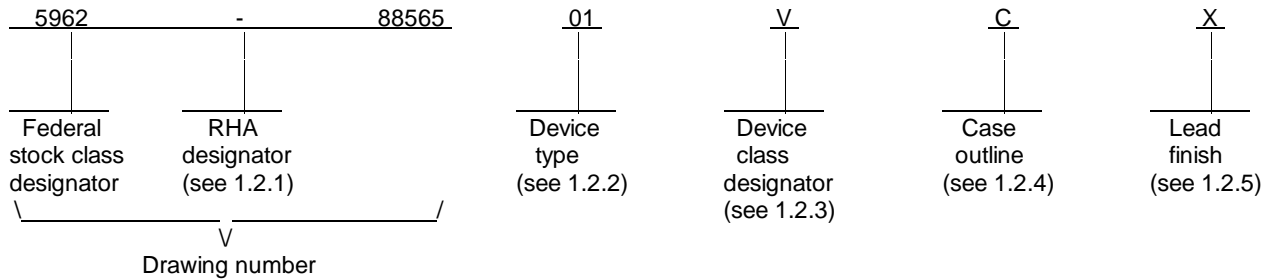 5962 - 88565 01 V C X
Federal stock class designator
RHA designator (see 1.2.1)
Device type (see 1.2.2)
Device class designator (see 1.2.3)
Case outline (see 1.2.4)
Lead finish (see 1.2.5)
\ /
\/
Drawing number